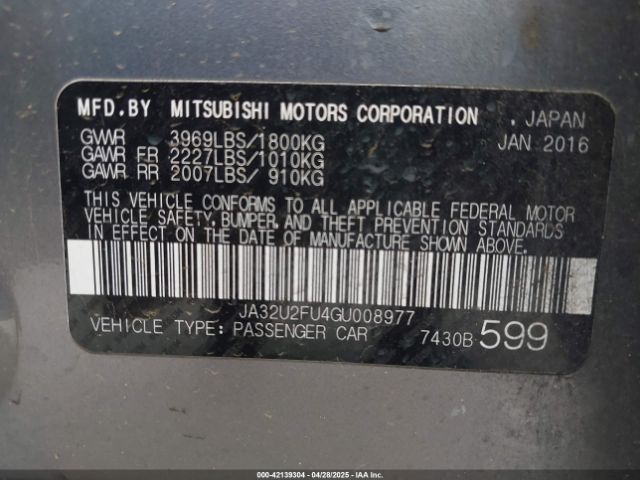 MFD.BY MITSUBISHI MOTORS CORPORATION , JAPAN
GVWR 3969LBS/1800KG JAN 2016
GAWR FR 2227LBS/1010KG
GAWR RR 2007LBS/ 910KG
THIS VEHICLE CONFORMS TO ALL APPLICABLE FEDERAL MOTOR
VEHICLE SAFETY, BUMPER, AND THEFT PREVENTION STANDARDS
IN EFFECT ON THE DATE OF MANUFACTURE SHOWN ABOVE.
JA32U2FU4GU008977
VEHICLE TYPE: PASSENGER CAR 7430B 599
000-42139304 | 04/28/2025 | IAAI.COM